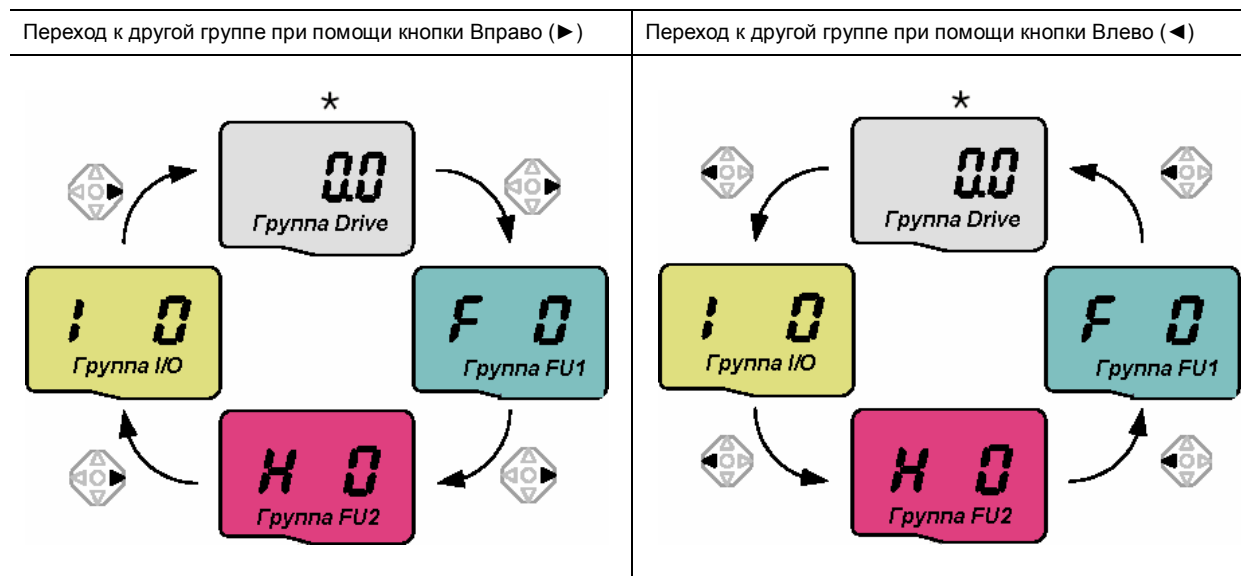 Переход к другой группе при помощи кнопки Вправо (►)
Переход к другой группе при помощи кнопки Влево (◄)
*
0.0
Группа Drive
I 0
Группа I/O
F 0
Группа FU1
H 0
Группа FU2
*
0.0
Группа Drive
I 0
Группа I/O
F 0
Группа FU1
H 0
Группа FU2